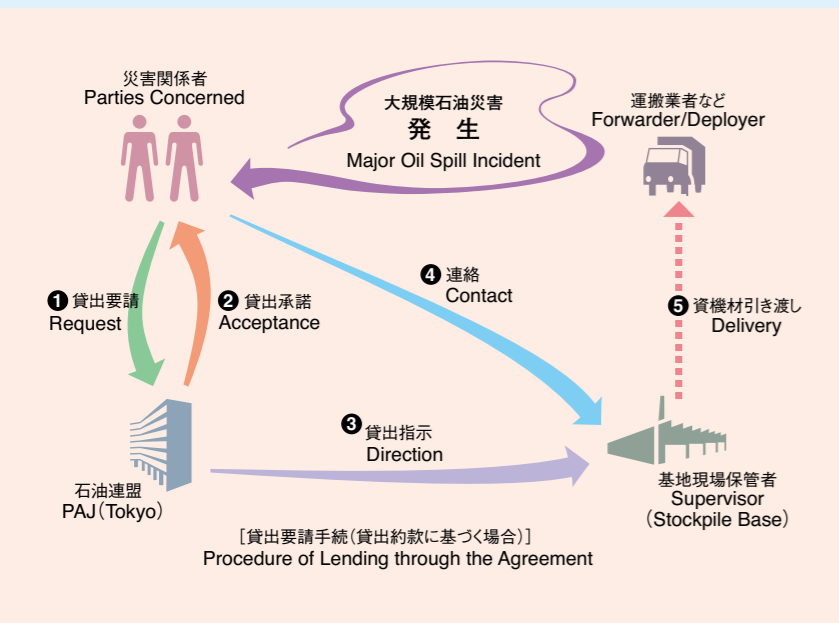 災害関係者
Parties Concerned
大規模石油災害
発 生
Major Oil Spill Incident
運搬業者など
Forwarder/Deployer
❶ 貸出要請
Request
❷ 貸出承諾
Acceptance
❹ 連絡
Contact
❺ 資機材引き渡し
Delivery
❸ 貸出指示
Direction
石油連盟
PAJ（Tokyo）
基地現場保管者
Supervisor
（Stockpile Base）
［貸出要請手続（貸出約款に基づく場合）］
Procedure of Lending through the Agreement